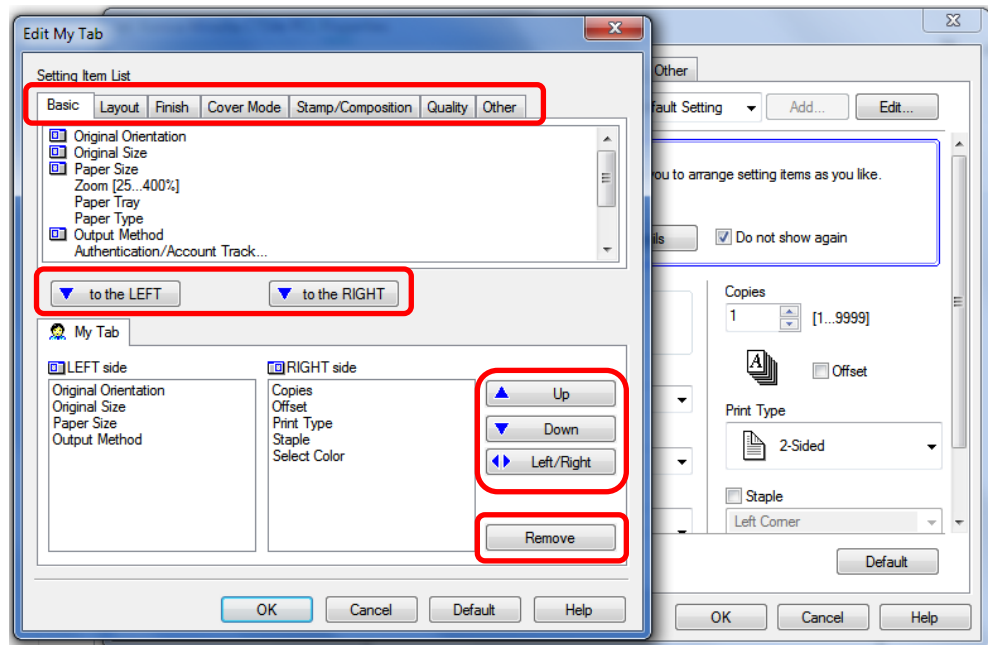 Edit My Tab
Setting Item List
Basic Layout Finish Cover Mode Stamp/Composition Quality Other
Original Orientation
Original Size
Paper Size
Zoom [25...400%]
Paper Tray
Paper Type
Output Method
Authentication/Account Track...
to the LEFT to the RIGHT
My Tab
LEFT side
Original Orientation
Original Size
Paper Size
Output Method
RIGHT side
Copies
Offset
Print Type
Staple
Select Color
Up
Down
Left/Right
Remove
OK Cancel Default Help
Other
fault Setting Add... Edit...
you to arrange setting items as you like.
ils Do not show again
Copies
1 [1...9999]
A Offset
Print Type
2-Sided
Staple
Left Corner
Default
OK Cancel Help